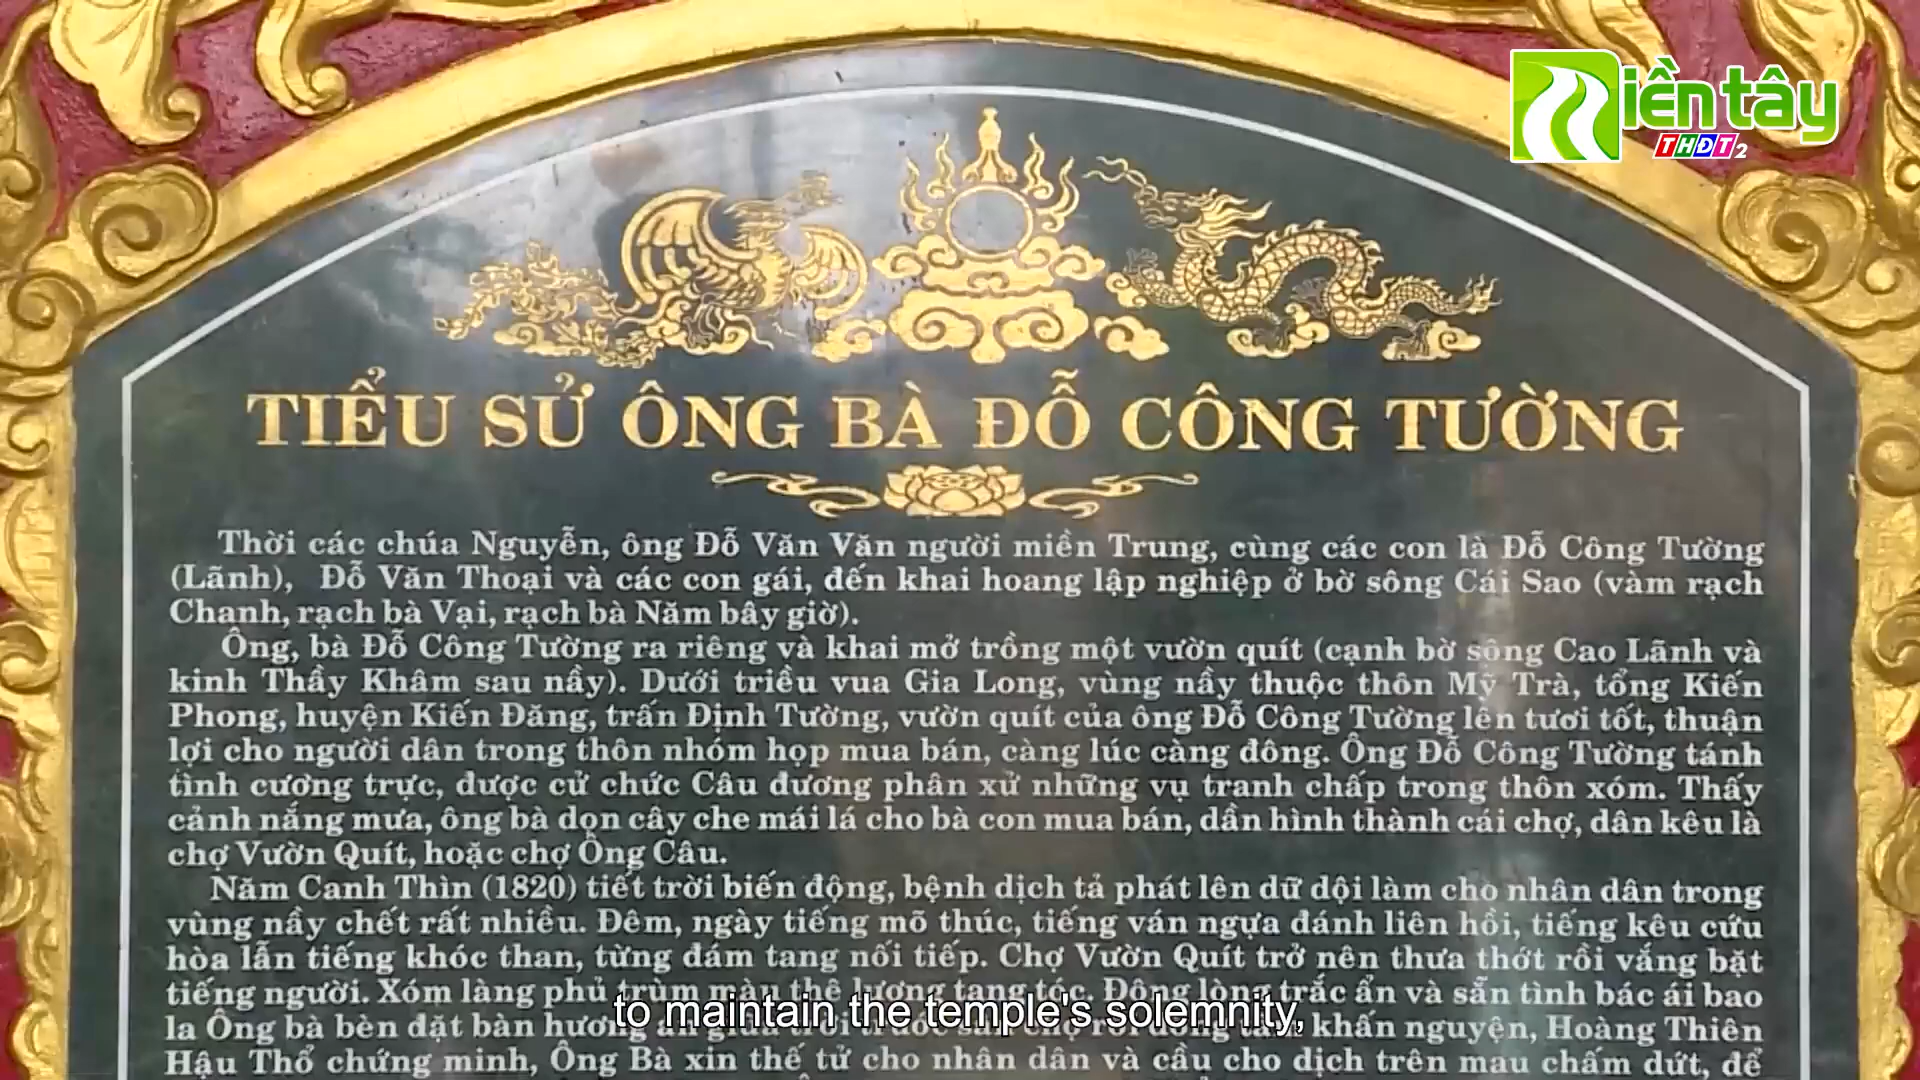 Miền tây
THĐT2
TIỂU SỬ ÔNG BÀ ĐỖ CÔNG TƯỜNG
Thời các chúa Nguyễn, ông Đỗ Văn Văn người miền Trung, cùng các con là Đỗ Công Tường
(Lãnh), Đỗ Văn Thoại và các con gái, đến khai hoang lập nghiệp ở bờ sông Cái Sao (vàm rạch
Chanh, rạch bà Vại, rạch bà Năm bây giờ).
Ông, bà Đỗ Công Tường ra riêng và khai mở trồng một vườn quít (cạnh bờ sông Cao Lãnh và
kinh Thầy Khâm sau nầy). Dưới triều vua Gia Long, vùng nầy thuộc thôn Mỹ Trà, tổng Kiến
Phong, huyện Kiến Đăng, trấn Định Tường, vườn quít của ông Đỗ Công Tường lên tươi tốt, thuận
lợi cho người dân trong thôn nhóm họp mua bán, càng lúc càng đông. Ông Đỗ Công Tường tánh
tình cương trực, được cử chức Câu đương phân xử những vụ tranh chấp trong thôn xóm. Thấy
cảnh nắng mưa, ông bà dọn cây che mái lá cho bà con mua bán, dần hình thành cái chợ, dân kêu là
chợ Vườn Quít, hoặc chợ Ông Câu.
Năm Canh Thìn (1820) tiết trời biến động, bệnh dịch tả phát lên dữ dội làm cho nhân dân trong
vùng nầy chết rất nhiều. Đêm, ngày tiếng mõ thúc, tiếng ván ngựa đánh liên hồi, tiếng kêu cứu
hòa lẫn tiếng khóc than, từng đám tang nối tiếp. Chợ Vườn Quít trở nên thưa thớt rồi vắng bặt
tiếng người. Xóm làng phủ trùm màu thê lương tang tóc. Động lòng trắc ẩn và sẵn tình bác ái bao
la Ông bà bèn đặt bàn hương khấn nguyện, Hoàng Thiên
to maintain the temple's solemnity,
Hậu Thổ chứng minh, Ông Bà xin thế tử cho nhân dân và cầu cho dịch trên mau chấm dứt, để